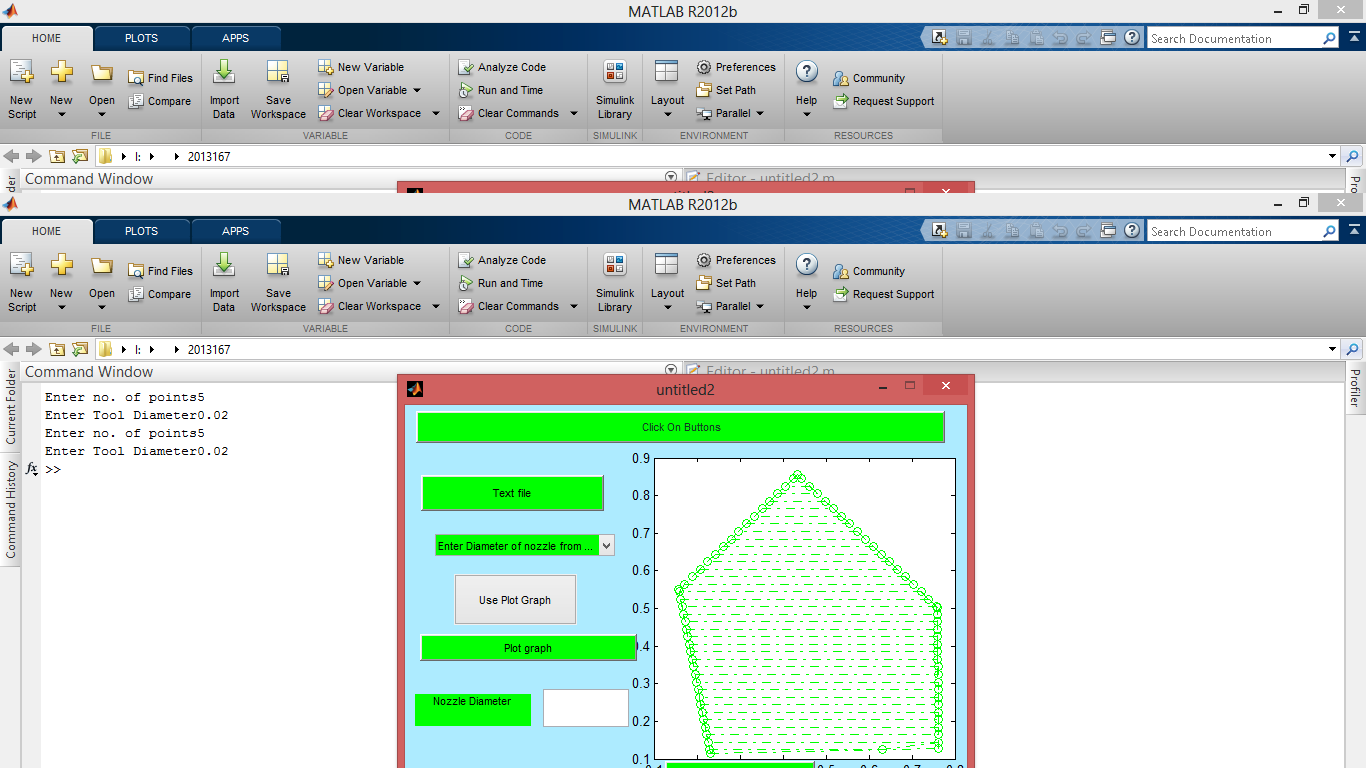 MATLAB R2012b
HOME PLOTS APPS Search Documentation
New Script New Open Find Files Compare Import Data Save Workspace New Variable Open Variable Clear Workspace Analyze Code Run and Time Clear Commands Simulink Library Layout Preferences Set Path Parallel Help Community Request Support
FILE VARIABLE CODE SIMULINK ENVIRONMENT RESOURCES
I: 2013167
Command Window Editor - untitled2.m
MATLAB R2012b
HOME PLOTS APPS Search Documentation
New Script New Open Find Files Compare Import Data Save Workspace New Variable Open Variable Clear Workspace Analyze Code Run and Time Clear Commands Simulink Library Layout Preferences Set Path Parallel Help Community Request Support
FILE VARIABLE CODE SIMULINK ENVIRONMENT RESOURCES
I: 2013167
Command Window Editor - untitled2.m
Current Folder
Command History
Profiler
Enter no. of points5
Enter Tool Diameter0.02
Enter no. of points5
Enter Tool Diameter0.02
fx >>
untitled2
Click On Buttons
Text file
Enter Diameter of nozzle from ...
Use Plot Graph
Plot graph
Nozzle Diameter
0.9
0.8
0.7
0.6
0.5
0.4
0.3
0.2
0.1